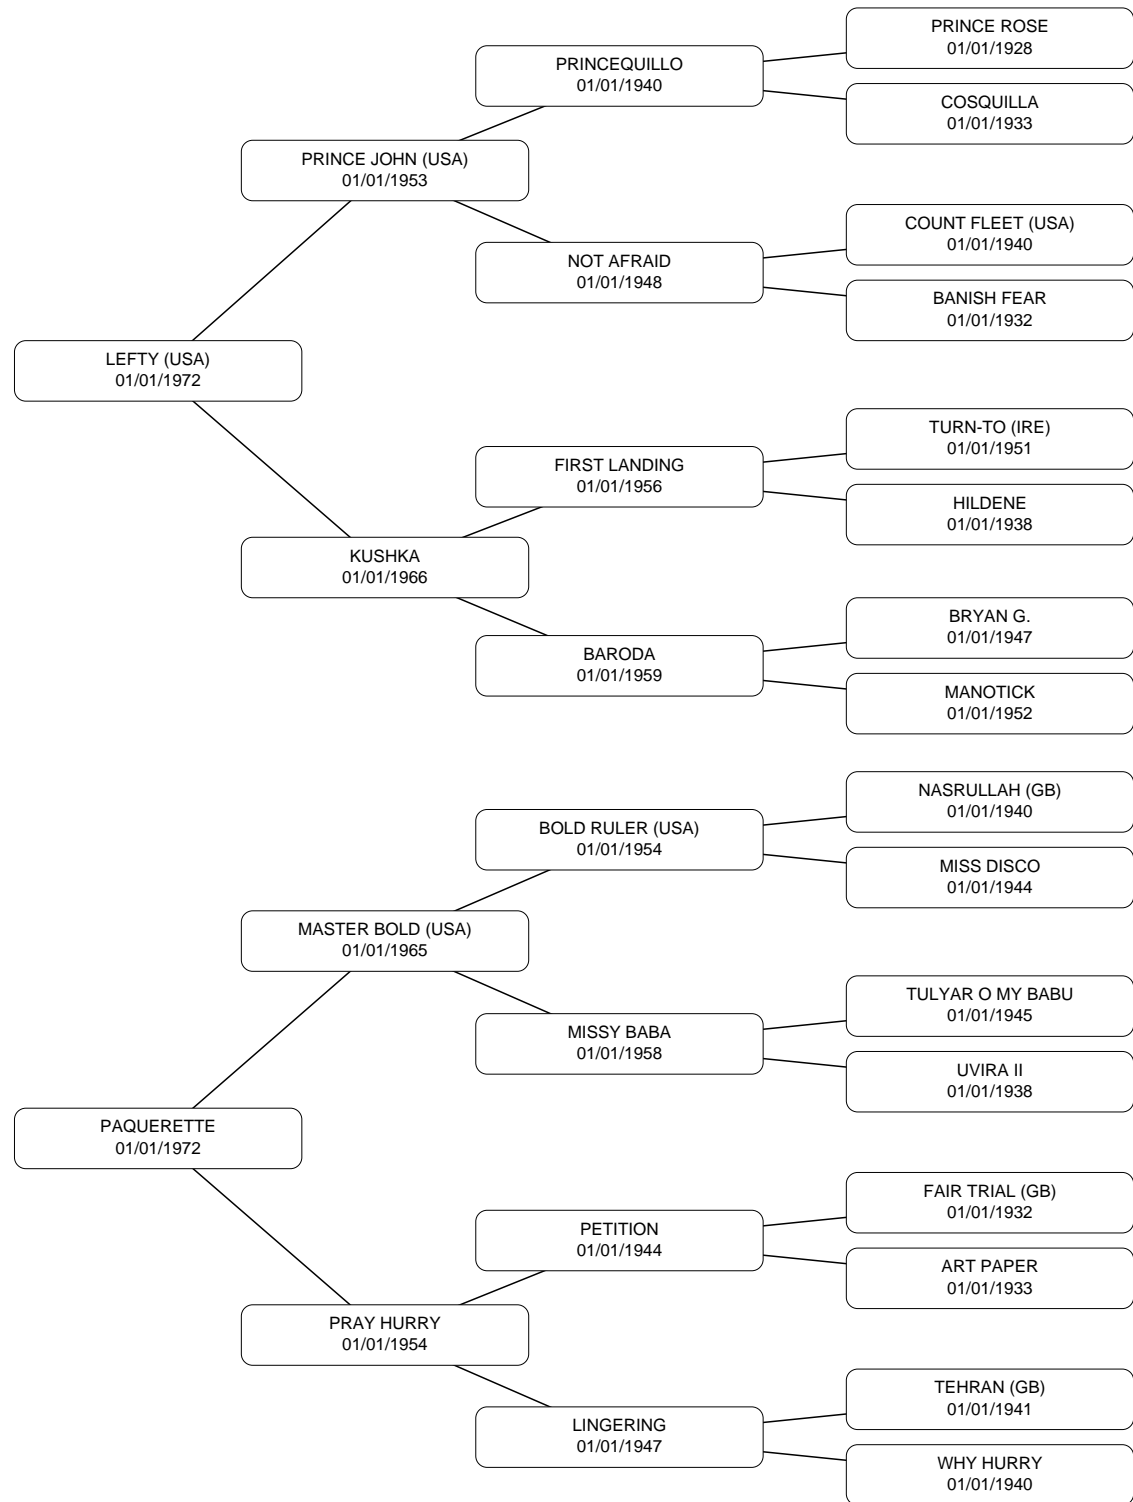 PRINCE ROSE
01/01/1928
PRINCEQUILLO
01/01/1940
COSQUILLA
01/01/1933
PRINCE JOHN (USA)
01/01/1953
COUNT FLEET (USA)
01/01/1940
NOT AFRAID
01/01/1948
BANISH FEAR
01/01/1932
LEFTY (USA)
01/01/1972
TURN-TO (IRE)
01/01/1951
FIRST LANDING
01/01/1956
HILDENE
01/01/1938
KUSHKA
01/01/1966
BRYAN G.
01/01/1947
BARODA
01/01/1959
MANOTICK
01/01/1952
NASRULLAH (GB)
01/01/1940
BOLD RULER (USA)
01/01/1954
MISS DISCO
01/01/1944
MASTER BOLD (USA)
01/01/1965
TULYAR O MY BABU
01/01/1945
MISSY BABA
01/01/1958
UVIRA II
01/01/1938
PAQUERETTE
01/01/1972
FAIR TRIAL (GB)
01/01/1932
PETITION
01/01/1944
ART PAPER
01/01/1933
PRAY HURRY
01/01/1954
TEHRAN (GB)
01/01/1941
LINGERING
01/01/1947
WHY HURRY
01/01/1940